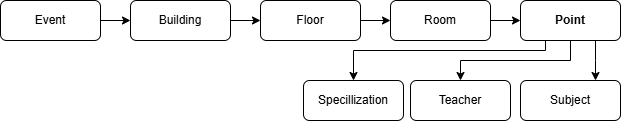 Event
Building
Floor
Room
Point
Specillization
Teacher
Subject